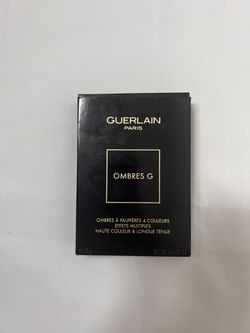 GUERLAIN
PARIS
OMBRES G
OMBRES À PAUPIÈRES 4 COULEURS
EFFETS MULTIPLES
HAUTE COULEUR & LONGUE TENUE